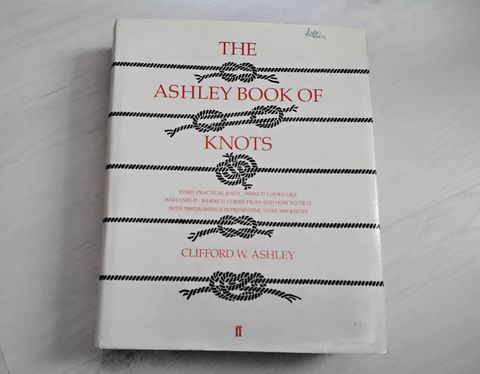 THE
ASHLEY BOOK OF
KNOTS
EVERY PRACTICAL KNOT · WHAT IT LOOKS LIKE
WHO USES IT · WHERE IT COMES FROM AND HOW TO TIE IT
WITH 7000 DRAWINGS REPRESENTING OVER 3800 KNOTS
CLIFFORD W. ASHLEY
ff